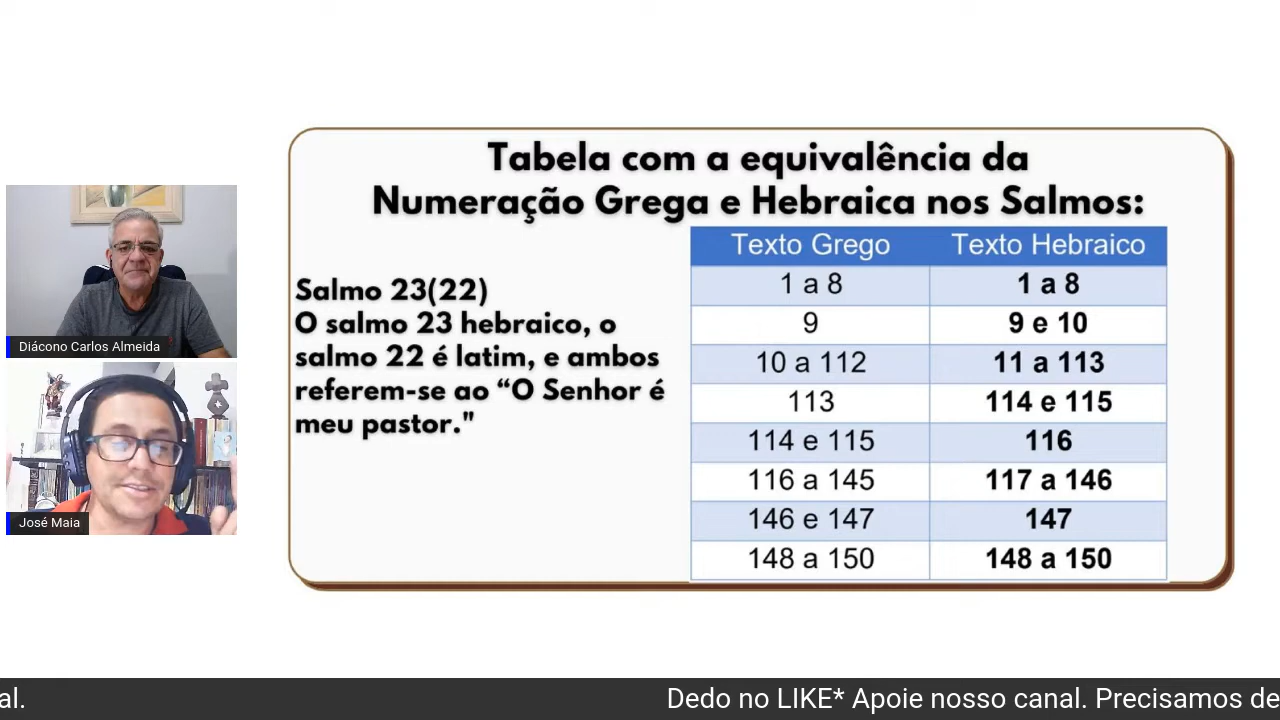 Tabela com a equivalência da
Numeração Grega e Hebraica nos Salmos:
Salmo 23(22)
O salmo 23 hebraico, o
salmo 22 é latim, e ambos
referem-se ao “O Senhor é
meu pastor."
Texto Grego Texto Hebraico
1 a 8 1 a 8
9 9 e 10
10 a 112 11 a 113
113 114 e 115
114 e 115 116
116 a 145 117 a 146
146 e 147 147
148 a 150 148 a 150
Diácono Carlos Almeida
José Maia
al. Dedo no LIKE* Apoie nosso canal. Precisamos de